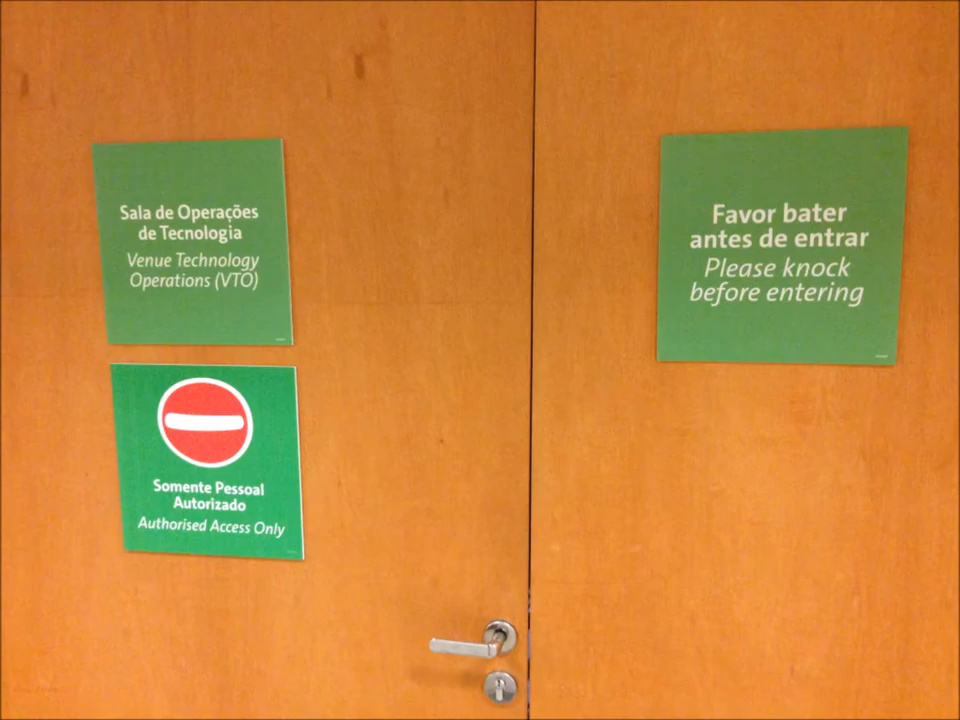 Sala de Operações
de Tecnologia
Venue Technology
Operations (VTO)
Somente Pessoal
Autorizado
Authorised Access Only
Favor bater
antes de entrar
Please knock
before entering